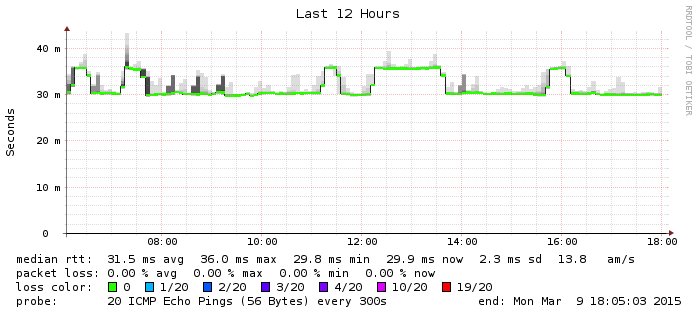 Last 12 Hours
RRDTOOL / TOBI OETIKER
Seconds
40 m
30 m
20 m
10 m
0
08:00 10:00 12:00 14:00 16:00 18:00
median rtt: 31.5 ms avg 36.0 ms max 29.8 ms min 29.9 ms now 2.3 ms sd 13.8 am/s
packet loss: 0.00 % avg 0.00 % max 0.00 % min 0.00 % now
loss color: 0 1/20 2/20 3/20 4/20 10/20 19/20
probe: 20 ICMP Echo Pings (56 Bytes) every 300s end: Mon Mar 9 18:05:03 2015